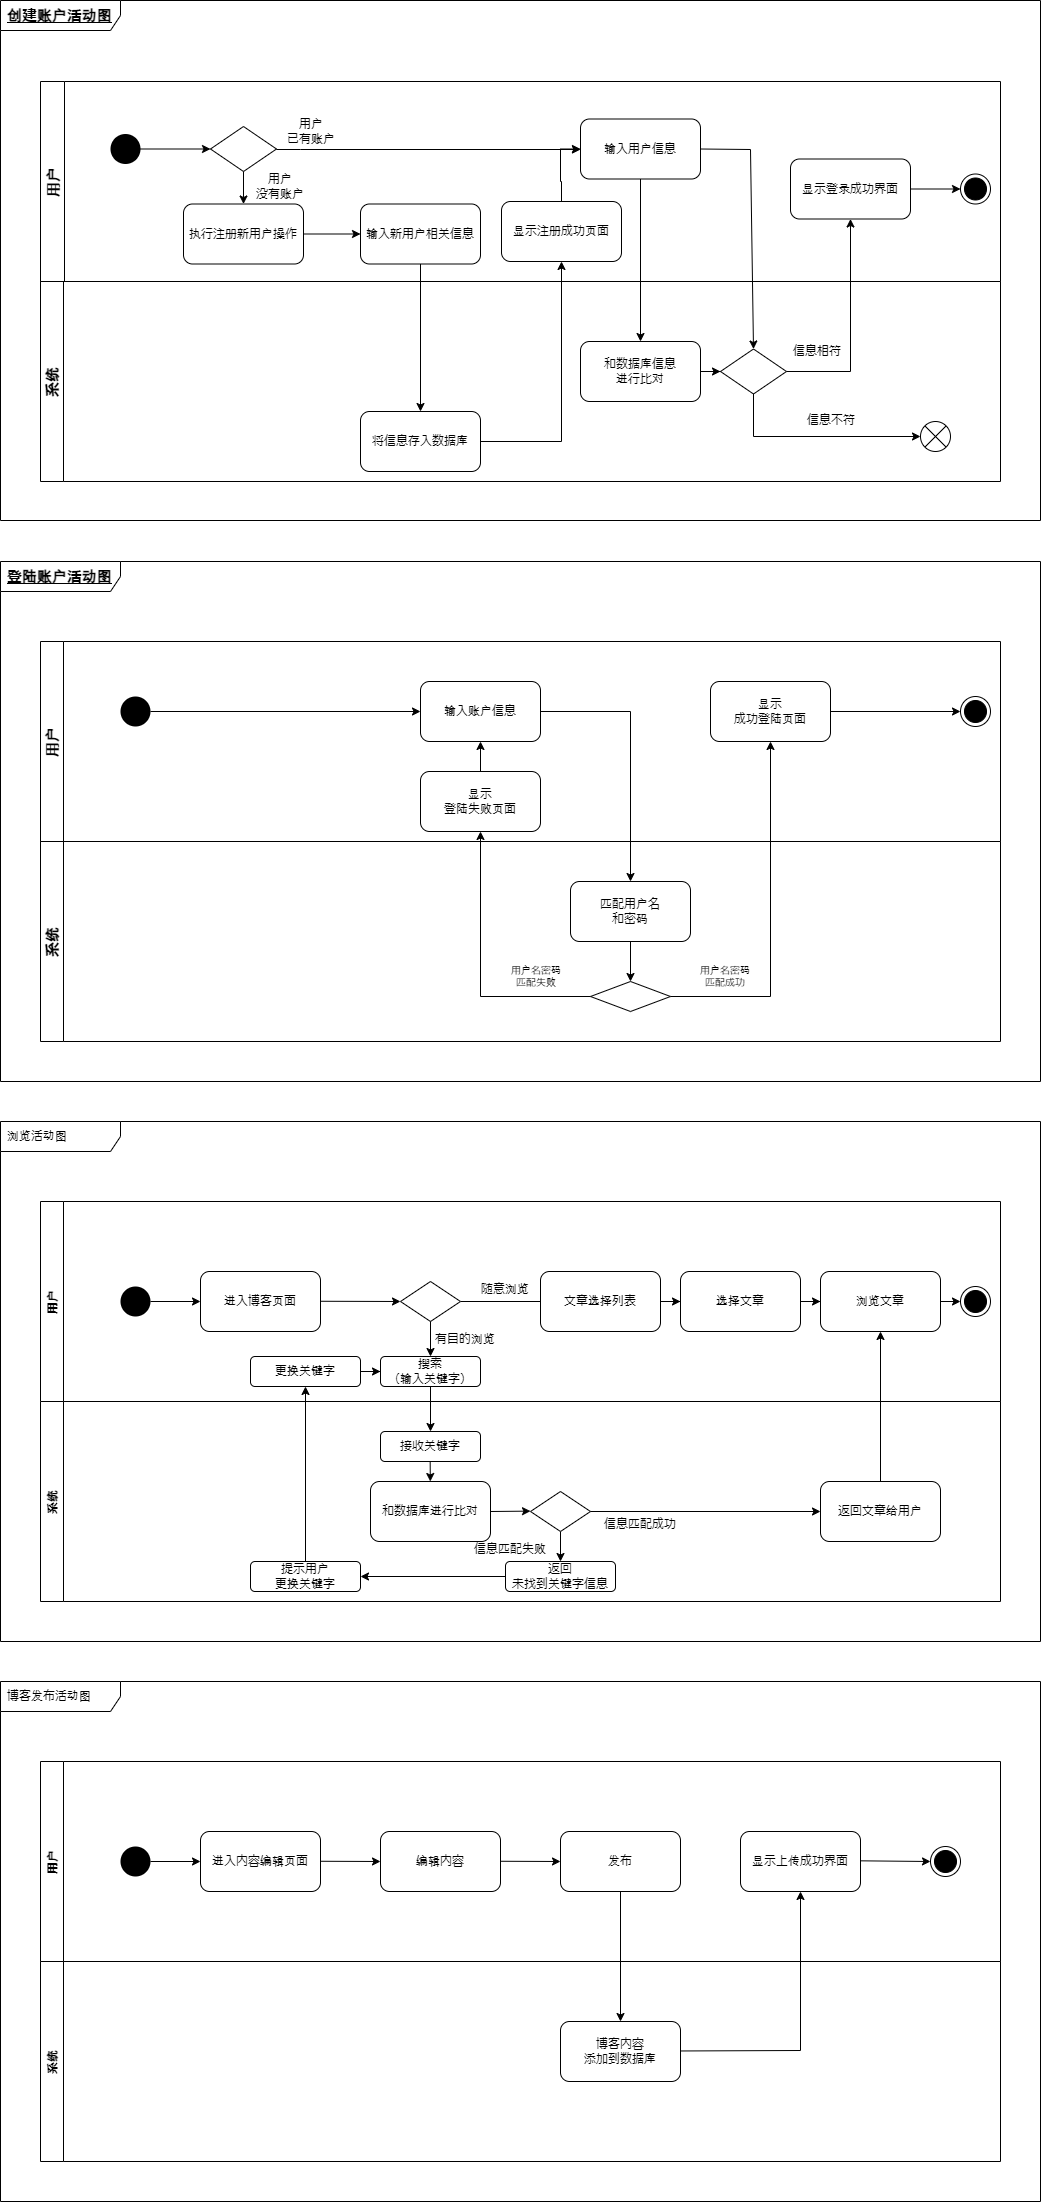 创建账户活动图
用户
用户
已有账户
用户
没有账户
执行注册新用户操作
输入新用户相关信息
显示注册成功页面
输入用户信息
显示登录成功界面
系统
将信息存入数据库
和数据库信息
进行比对
信息相符
信息不符
登陆账户活动图
用户
输入账户信息
显示
登陆失败页面
显示
成功登陆页面
系统
匹配用户名
和密码
用户名密码
匹配失败
用户名密码
匹配成功
浏览活动图
用户
进入博客页面
随意浏览
文章选择列表
选择文章
浏览文章
有目的浏览
更换关键字
搜索
（输入关键字）
系统
接收关键字
和数据库进行比对
信息匹配成功
返回文章给用户
信息匹配失败
返回
未找到关键字信息
提示用户
更换关键字
博客发布活动图
用户
进入内容编辑页面
编辑内容
发布
显示上传成功界面
系统
博客内容
添加到数据库